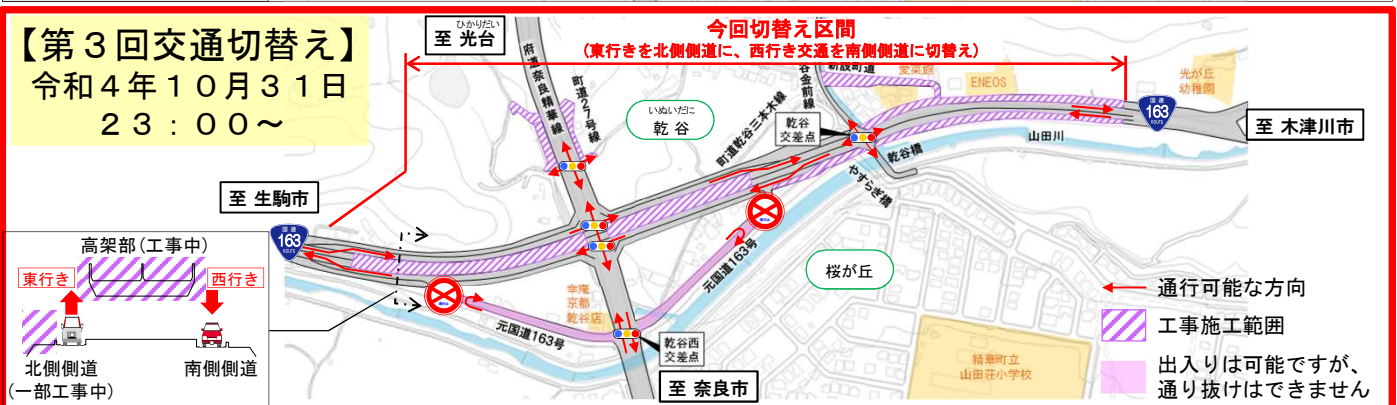 【第3回交通切替え】
令和4年10月31日
23:00~
ひかりだい
至 光台
今回切替え区間
(東行きを北側側道に、西行き交通を南側側道に切替え)
府道奈良精華線
町道27号線
いぬいだに
乾谷
町道乾谷三本木線
谷金前線
乾谷
交差点
新設町道
愛菜館
ENEOS
光が丘
幼稚園
国道
163
ROUTE
至 木津川市
山田川
乾谷橋
やすらぎ橋
至 生駒市
国道
163
ROUTE
高架部(工事中)
東行き
西行き
北側側道
(一部工事中)
南側側道
元国道163号
幸庵
京都
乾谷店
元国道163号
乾谷西
交差点
至 奈良市
桜が丘
精華町立
山田荘小学校
通行可能な方向
工事施工範囲
出入りは可能ですが、
通り抜けはできません